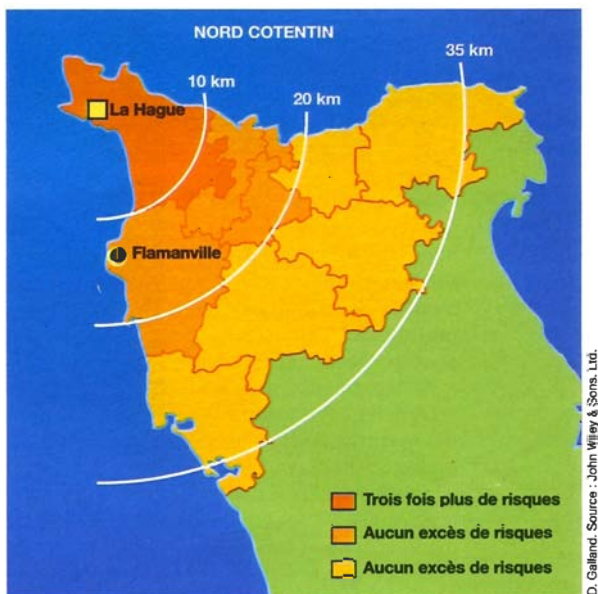 NORD COTENTIN
35 km
10 km
20 km
La Hague
Flamanville
Trois fois plus de risques
Aucun excès de risques
Aucun excès de risques
D. Galland. Source : John Wiley & Sons. Ltd.